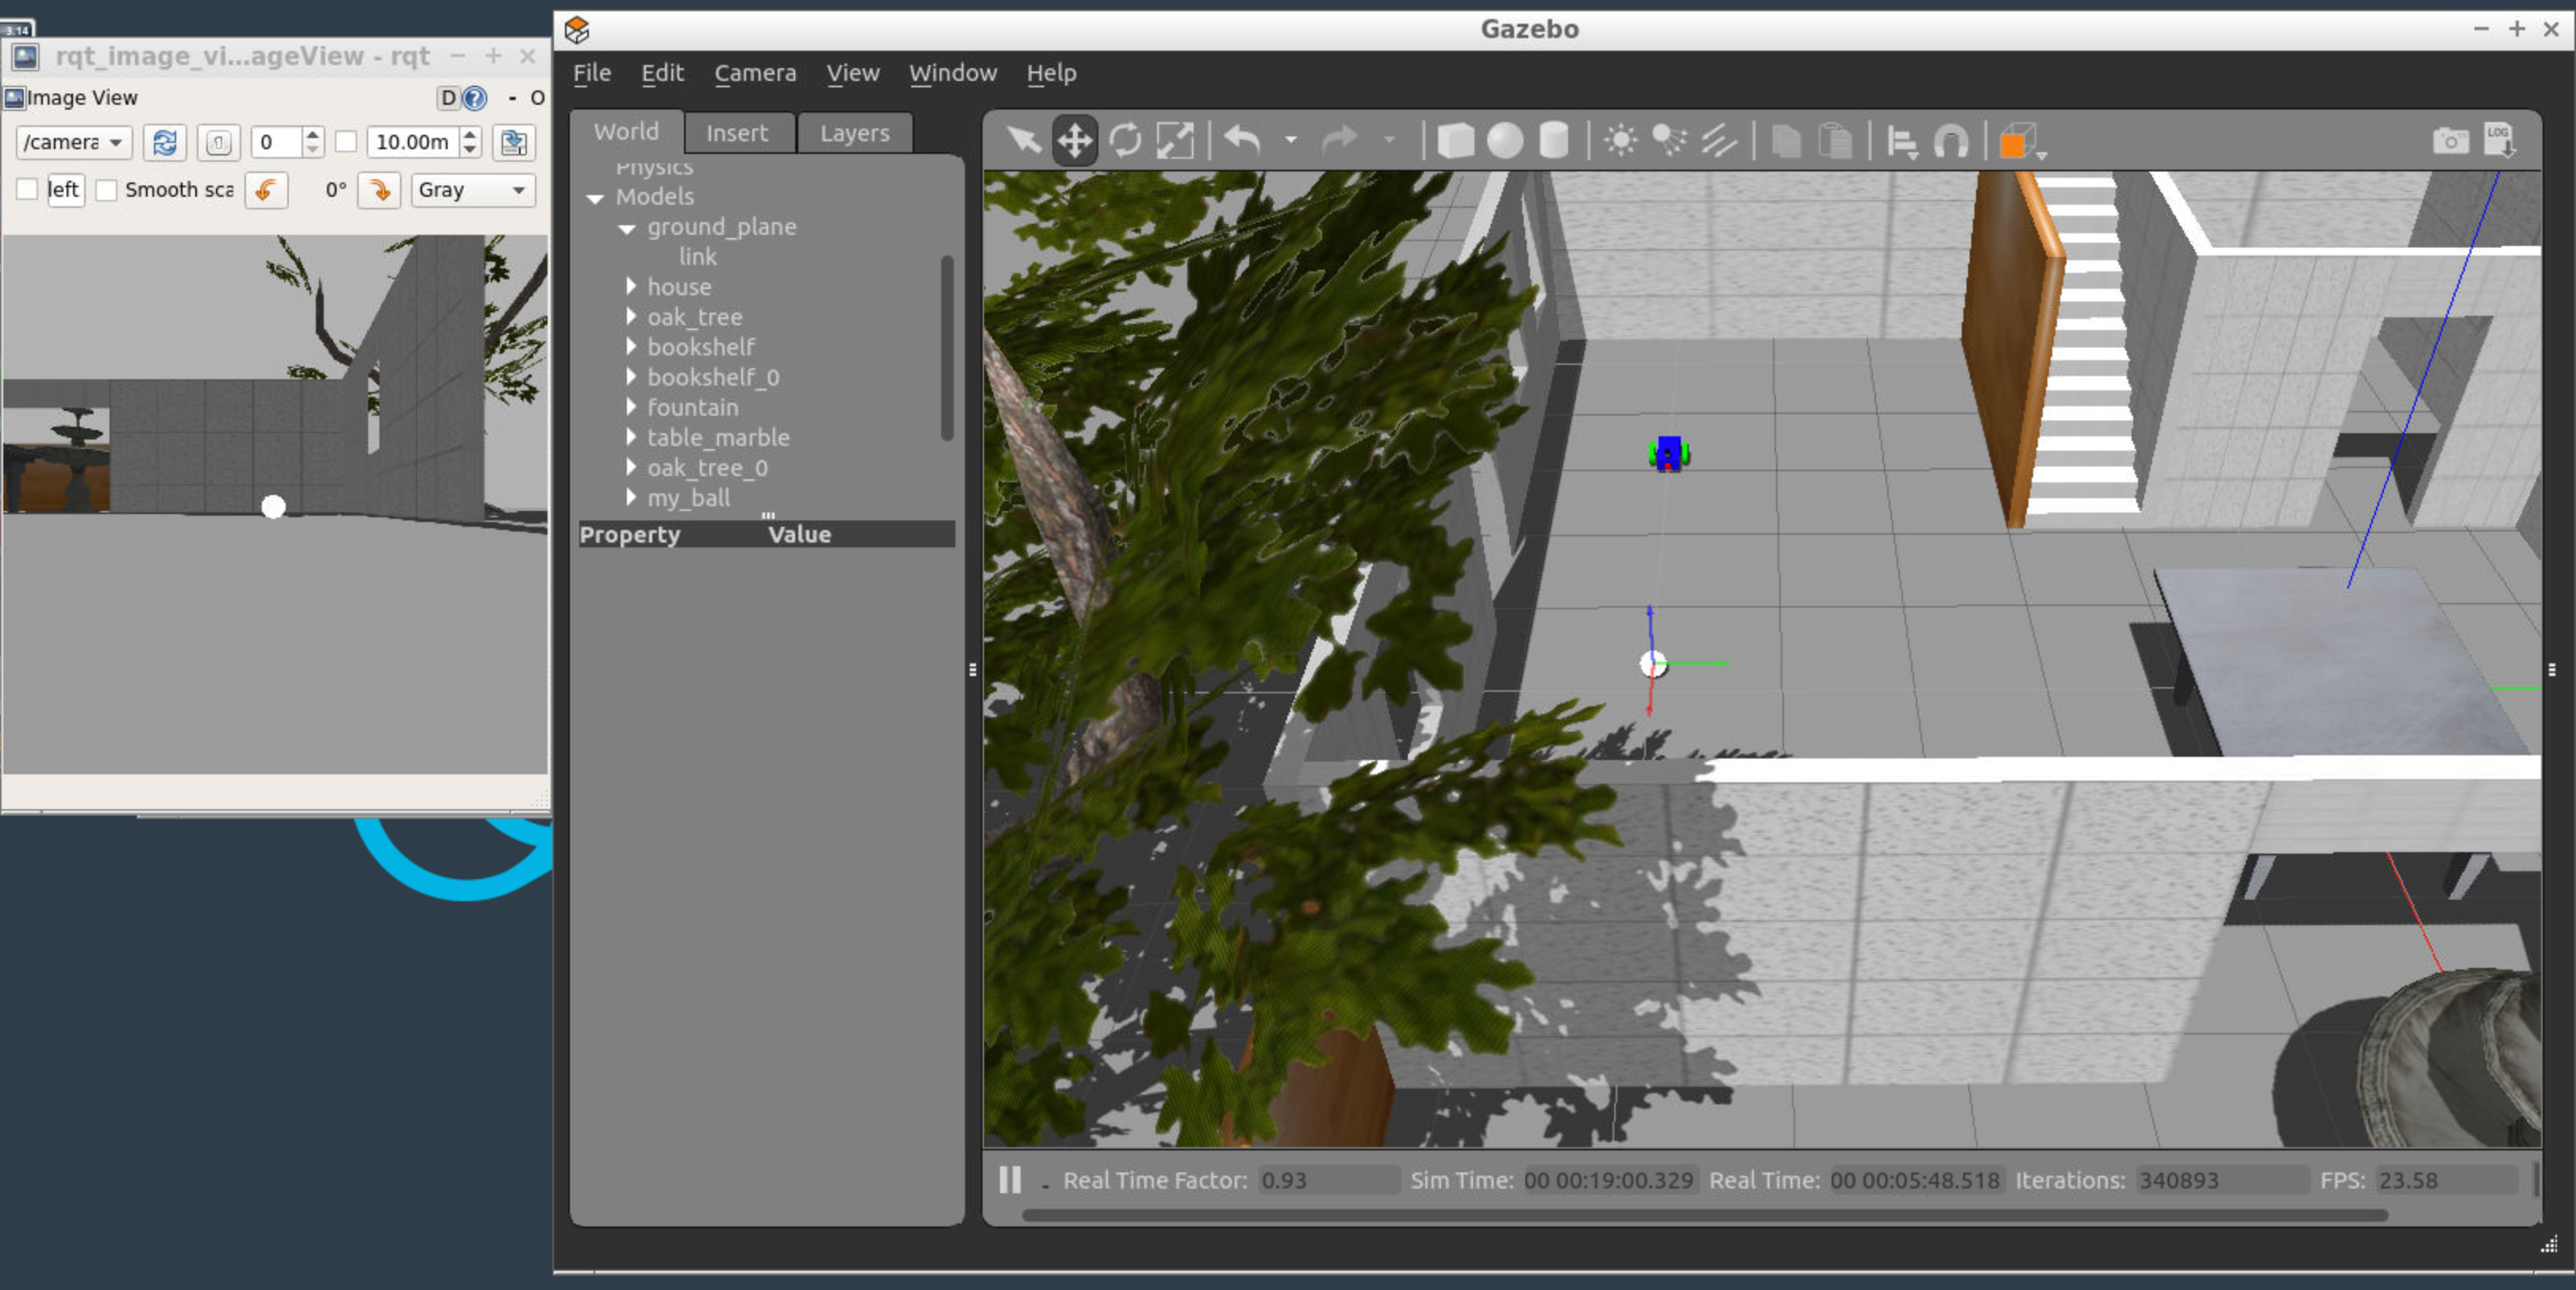 3.14
rqt_image_vi...ageView - rqt
Image View
D
- O
/camera
0
10.00m
left
Smooth sca
0°
Gray
Gazebo
File Edit Camera View Window Help
World Insert Layers
Physics
Models
ground_plane
link
house
oak_tree
bookshelf
bookshelf_0
fountain
table_marble
oak_tree_0
my_ball
Property Value
LOG
Real Time Factor: 0.93 Sim Time: 00 00:19:00.329 Real Time: 00 00:05:48.518 Iterations: 340893 FPS: 23.58